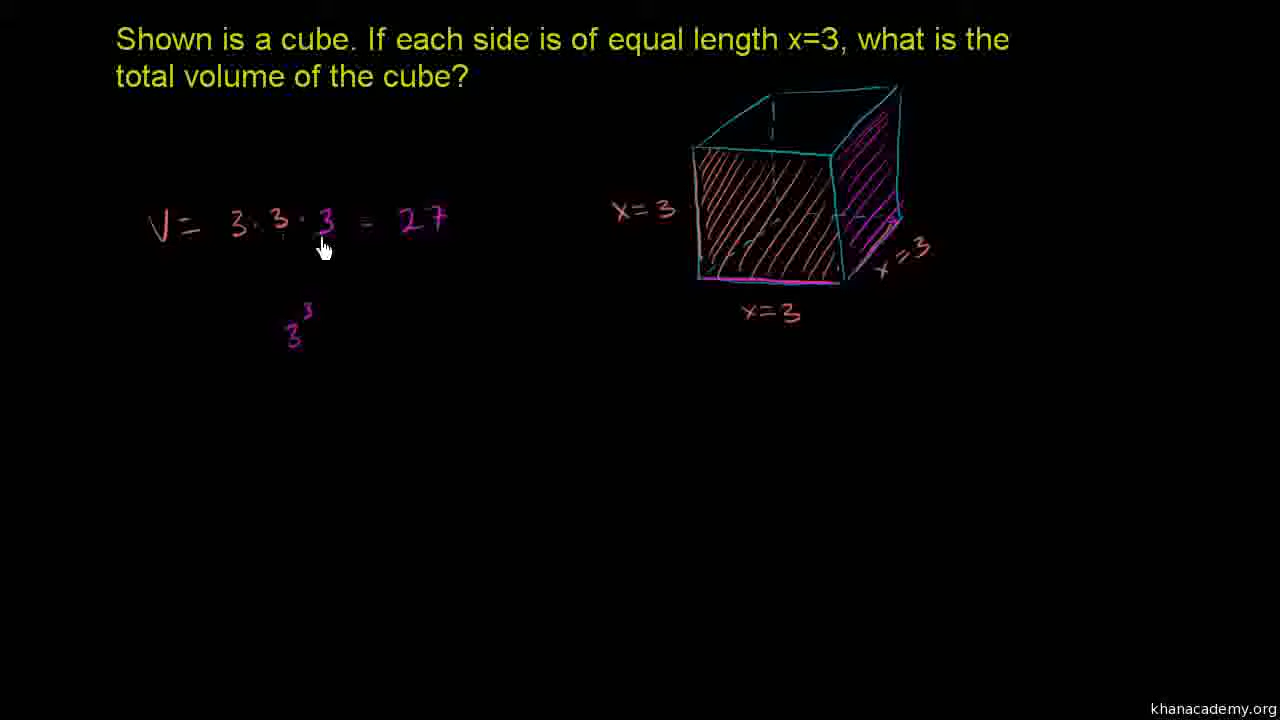 Shown is a cube. If each side is of equal length x=3, what is the
total volume of the cube?
V = 3 · 3 · 3 = 27
x=3
x=3
x=3
3³
khanacademy.org